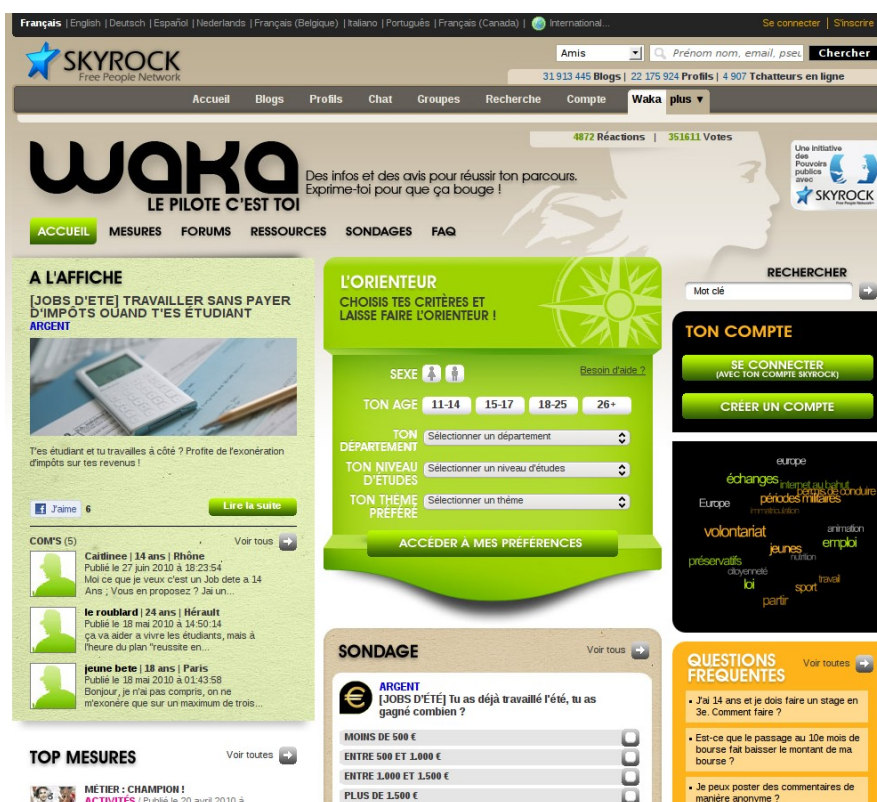 Français | English | Deutsch | Español | Nederlands | Français (Belgique) | Italiano | Português | Français (Canada) | International...
Se connecter | S'inscrire
SKYROCK
Free People Network
Amis
Prénom nom, email, pseu
Chercher
31 913 445 Blogs | 22 175 924 Profils | 4 907 Tchatteurs en ligne
Accueil Blogs Profils Chat Groupes Recherche Compte Waka plus ▼
4872 Réactions | 351611 Votes
waka
LE PILOTE C'EST TOI
Des infos et des avis pour réussir ton parcours.
Exprime-toi pour que ça bouge !
Une Initiative
des
Pouvoirs
publics
avec
SKYROCK
ACCUEIL MESURES FORUMS RESSOURCES SONDAGES FAQ
A L'AFFICHE
[JOBS D'ETE] TRAVAILLER SANS PAYER
D'IMPÔTS QUAND T'ES ÉTUDIANT
ARGENT
T'es étudiant et tu travailles à côté ? Profite de l'exonération
d'impôts sur tes revenus !
J'aime 6
Lire la suite
COM'S (5)
Voir tous
Caitlinee | 14 ans | Rhône
Publié le 27 juin 2010 à 18:23:54
Moi ce que je veux c'est un Job dete a 14
Ans ; Vous en proposez ? Jai un...
le roublard | 24 ans | Hérault
Publié le 18 mai 2010 à 14:50:14
ça va aider a vivre les étudiants, mais à
l'heure du plan "reussite en...
jeune bete | 18 ans | Paris
Publié le 18 mai 2010 à 01:43:58
Bonjour, je n'ai pas compris, on ne
m'exonére que sur un maximum de trois...
TOP MESURES
Voir toutes
MÉTIER : CHAMPION !
ACTIVITÉS | Publié le 20 avril 2010 à
L'ORIENTEUR
CHOISIS TES CRITÈRES ET
LAISSE FAIRE L'ORIENTEUR !
SEXE
Besoin d'aide ?
TON AGE 11-14 15-17 18-25 26+
TON
DÉPARTEMENT
Sélectionner un département
TON NIVEAU
D'ÉTUDES
Sélectionner un niveau d'études
TON THÈME
PRÉFÉRÉ
Sélectionner un thème
ACCÉDER À MES PRÉFÉRENCES
SONDAGE
Voir tous
ARGENT
[JOBS D'ÉTÉ] Tu as déjà travaillé l'été, tu as
gagné combien ?
MOINS DE 500 €
ENTRE 500 ET 1.000 €
ENTRE 1.000 ET 1.500 €
PLUS DE 1.500 €
RECHERCHER
Mot clé
TON COMPTE
SE CONNECTER
(AVEC TON COMPTE SKYROCK)
CRÉER UN COMPTE
europe
échanges
internet au bahut
permis de conduire
Europe
périodes militaires
immatriculation
volontariat
animation
emploi
jeunes
nutrition
préservatifs
citoyenneté
loi
sport
travail
partir
QUESTIONS
FRÉQUENTES
Voir toutes
J'ai 14 ans et je dois faire un stage en
3e. Comment faire ?
Est-ce que le passage au 10e mois de
bourse fait baisser le montant de ma
bourse ?
Je peux poster des commentaires de
manière anonyme ?